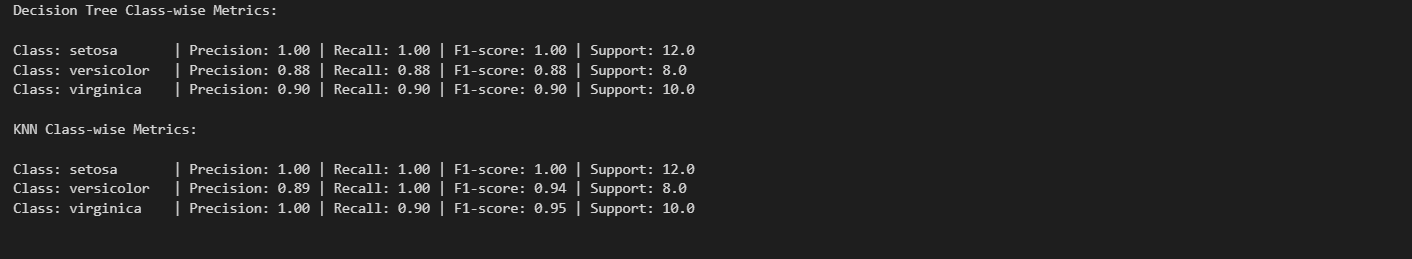 Decision Tree Class-wise Metrics:
Class: setosa | Precision: 1.00 | Recall: 1.00 | F1-score: 1.00 | Support: 12.0
Class: versicolor | Precision: 0.88 | Recall: 0.88 | F1-score: 0.88 | Support: 8.0
Class: virginica | Precision: 0.90 | Recall: 0.90 | F1-score: 0.90 | Support: 10.0
KNN Class-wise Metrics:
Class: setosa | Precision: 1.00 | Recall: 1.00 | F1-score: 1.00 | Support: 12.0
Class: versicolor | Precision: 0.89 | Recall: 1.00 | F1-score: 0.94 | Support: 8.0
Class: virginica | Precision: 1.00 | Recall: 0.90 | F1-score: 0.95 | Support: 10.0